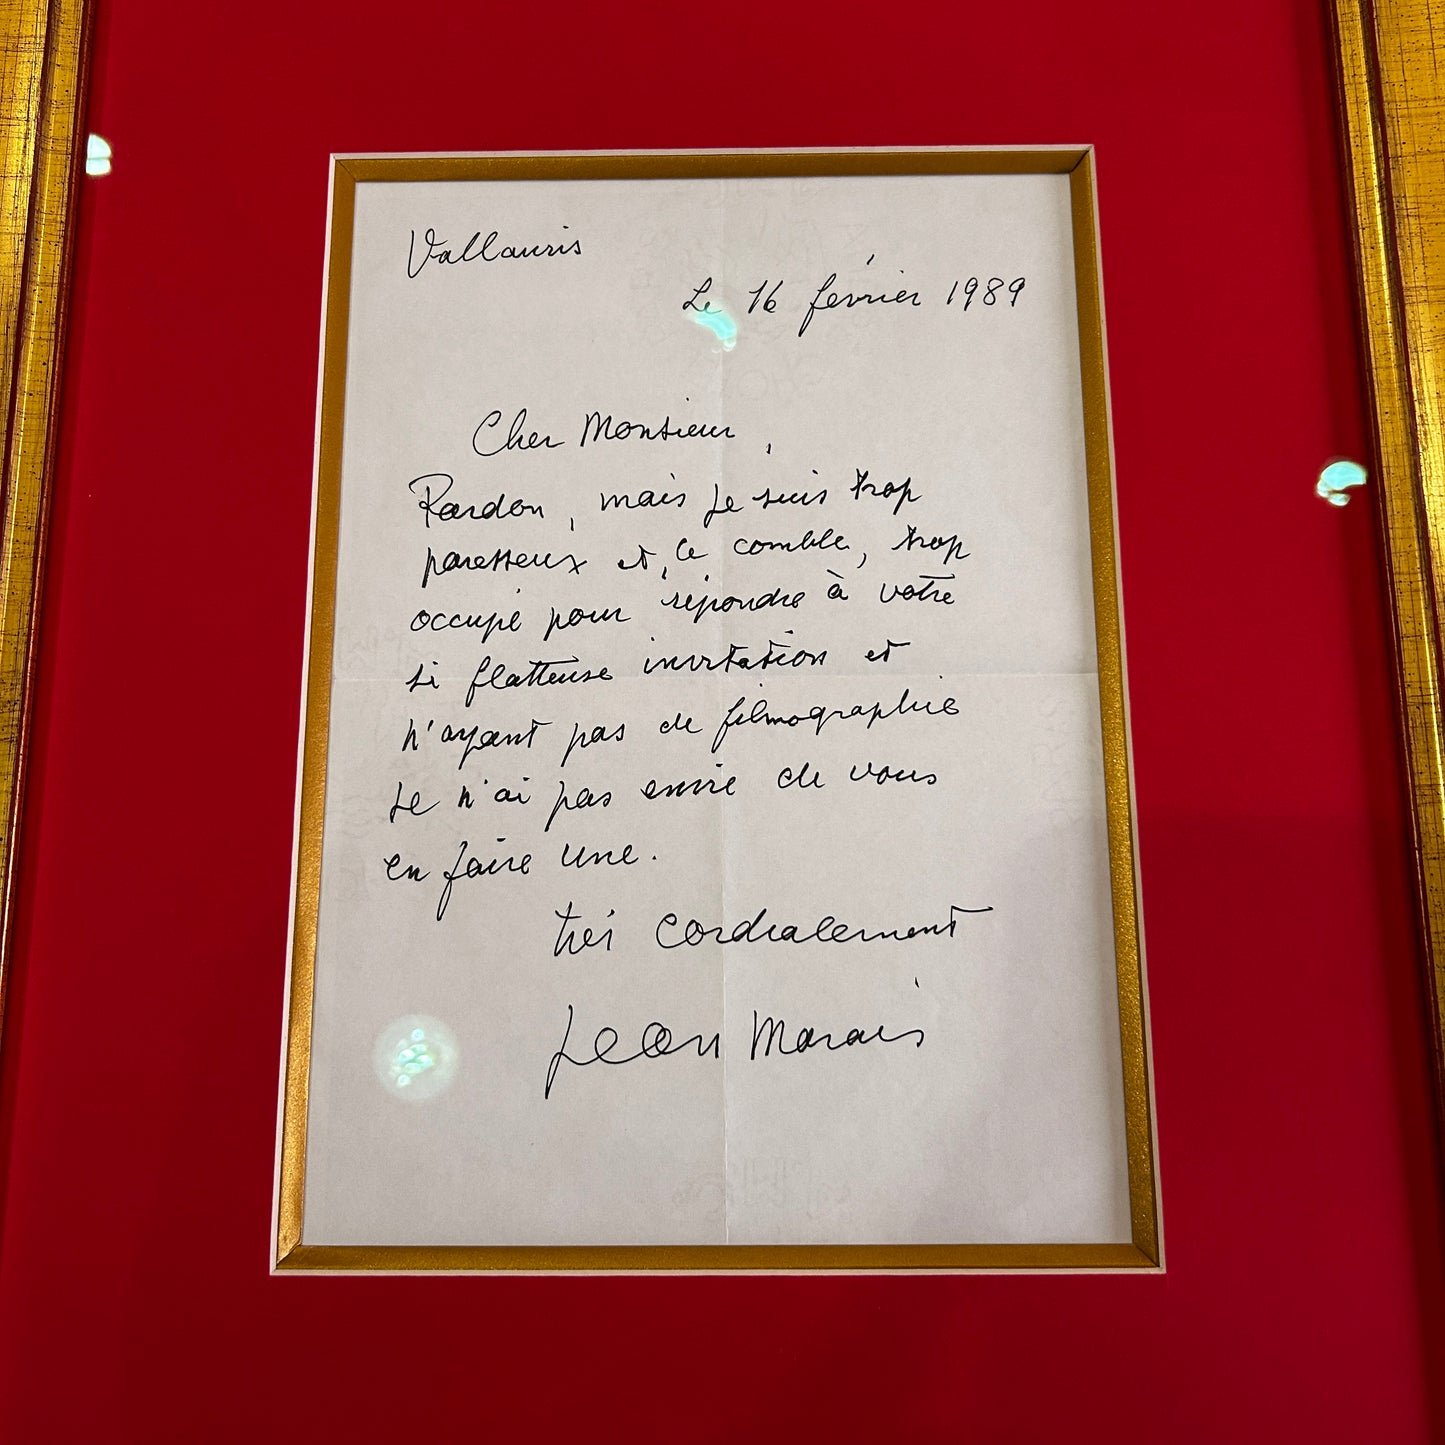 Vallauris
Le 16 février 1989
Cher Monsieur,
Pardon, mais je suis trop
paresseux et, le comble, trop
occupé pour répondre à votre
si flatteuse invitation et
n'ayant pas de filmographie
je n'ai pas envie de vous
en faire une.
très cordialement
Jean Marais